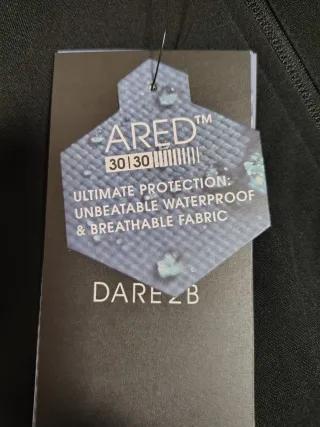 ARED™
30|30
ULTIMATE PROTECTION:
UNBEATABLE WATERPROOF
& BREATHABLE FABRIC
DARE2B